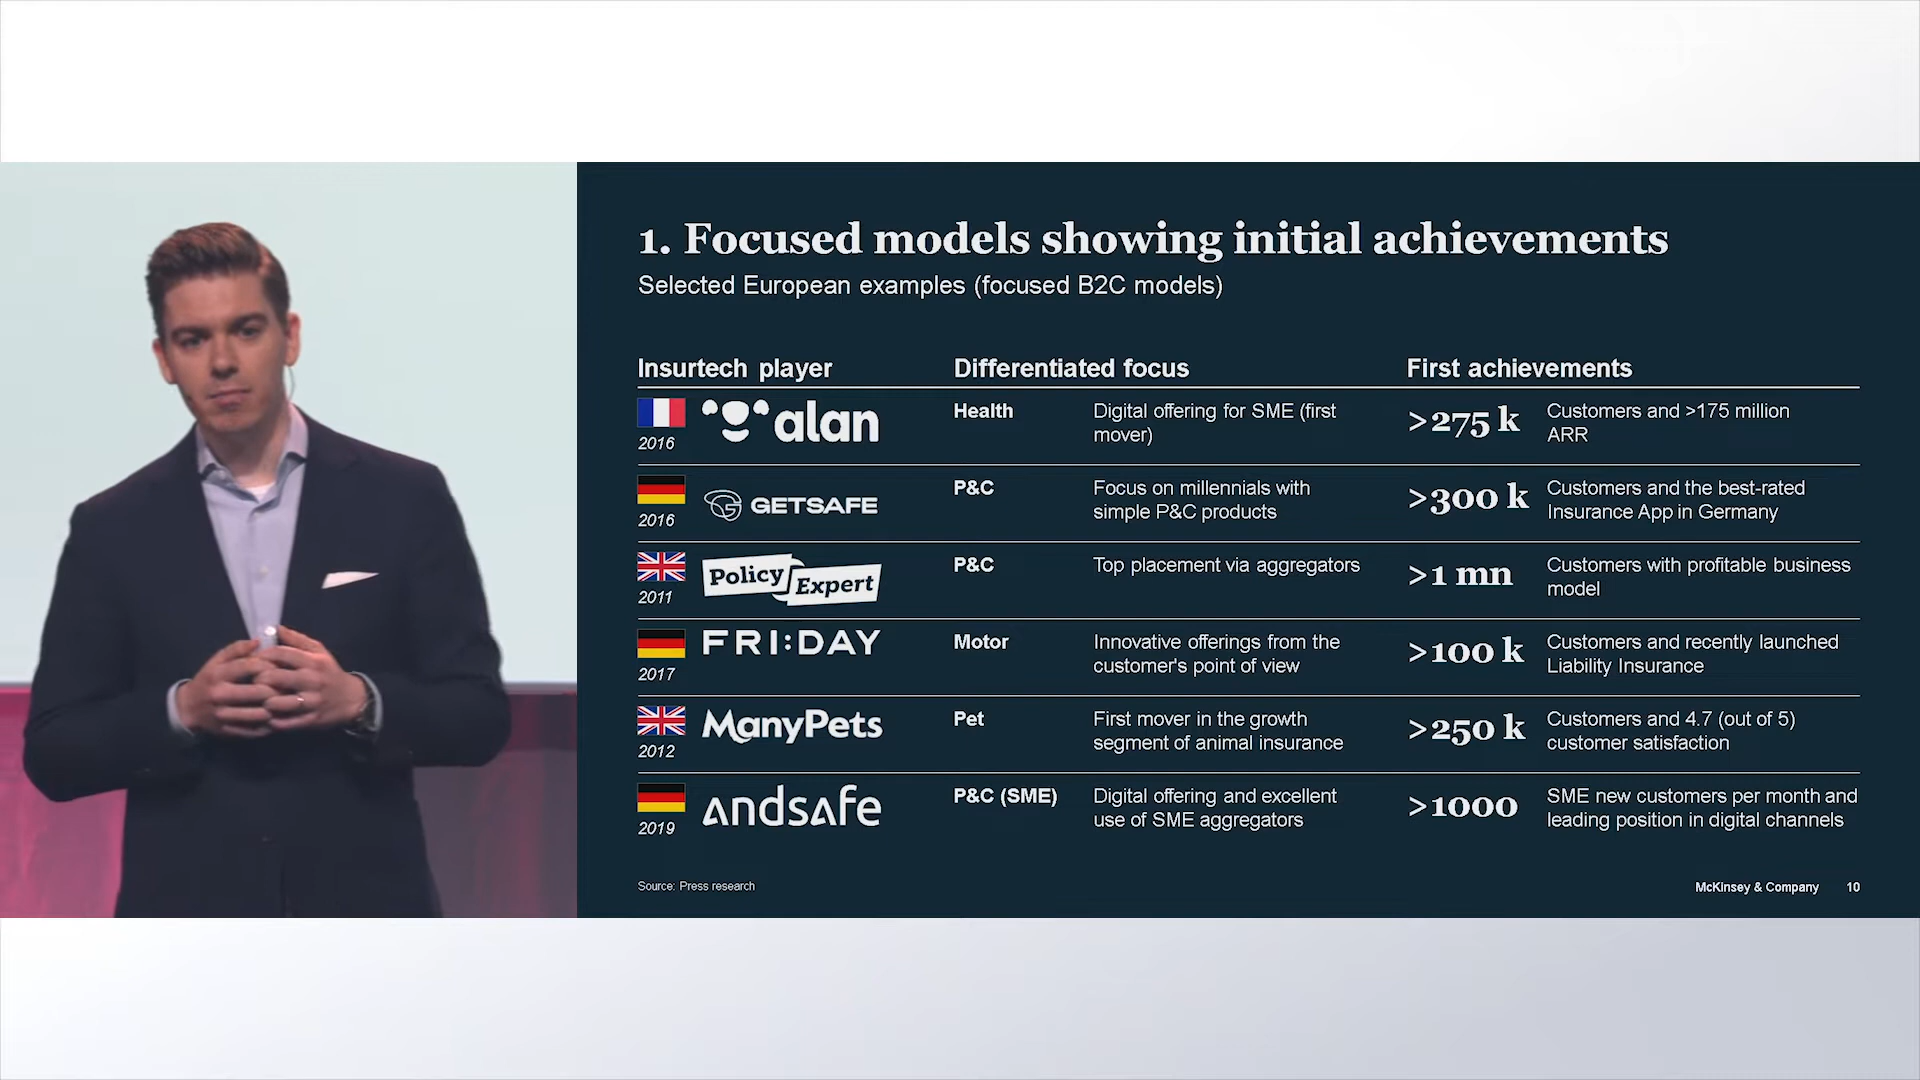 1. Focused models showing initial achievements
Selected European examples (focused B2C models)
Insurtech player
Differentiated focus
First achievements
2016
alan
Health
Digital offering for SME (first
mover)
>275 k
Customers and >175 million
ARR
2016
GETSAFE
P&C
Focus on millennials with
simple P&C products
>300 k
Customers and the best-rated
Insurance App in Germany
2011
Policy
Expert
P&C
Top placement via aggregators
>1 mn
Customers with profitable business
model
2017
FRI:DAY
Motor
Innovative offerings from the
customer's point of view
>100 k
Customers and recently launched
Liability Insurance
2012
ManyPets
Pet
First mover in the growth
segment of animal insurance
>250 k
Customers and 4.7 (out of 5)
customer satisfaction
2019
andsafe
P&C (SME)
Digital offering and excellent
use of SME aggregators
>1000
SME new customers per month and
leading position in digital channels
Source: Press research
McKinsey & Company
10